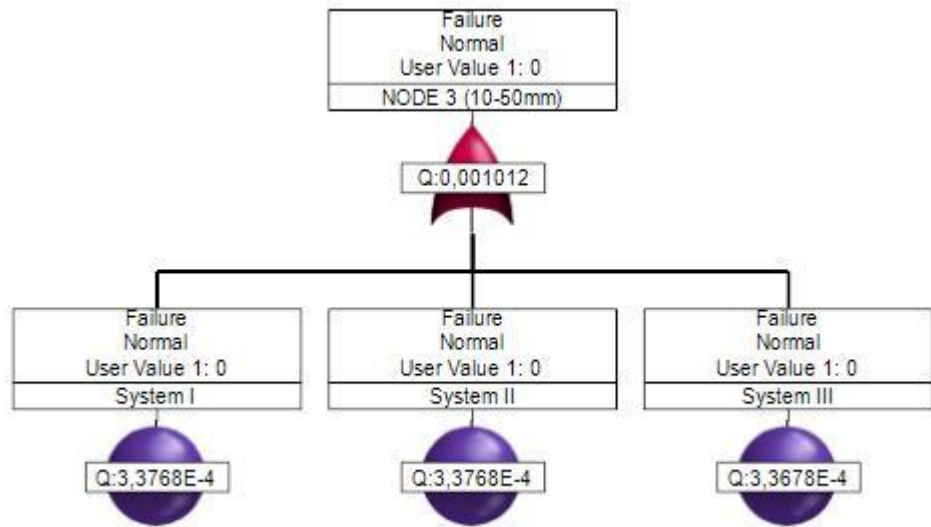 Failure
Normal
User Value 1: 0
NODE 3 (10-50mm)
Q:0,001012
Failure
Normal
User Value 1: 0
System I
Q:3,3768E-4
Failure
Normal
User Value 1: 0
System II
Q:3,3768E-4
Failure
Normal
User Value 1: 0
System III
Q:3,3678E-4